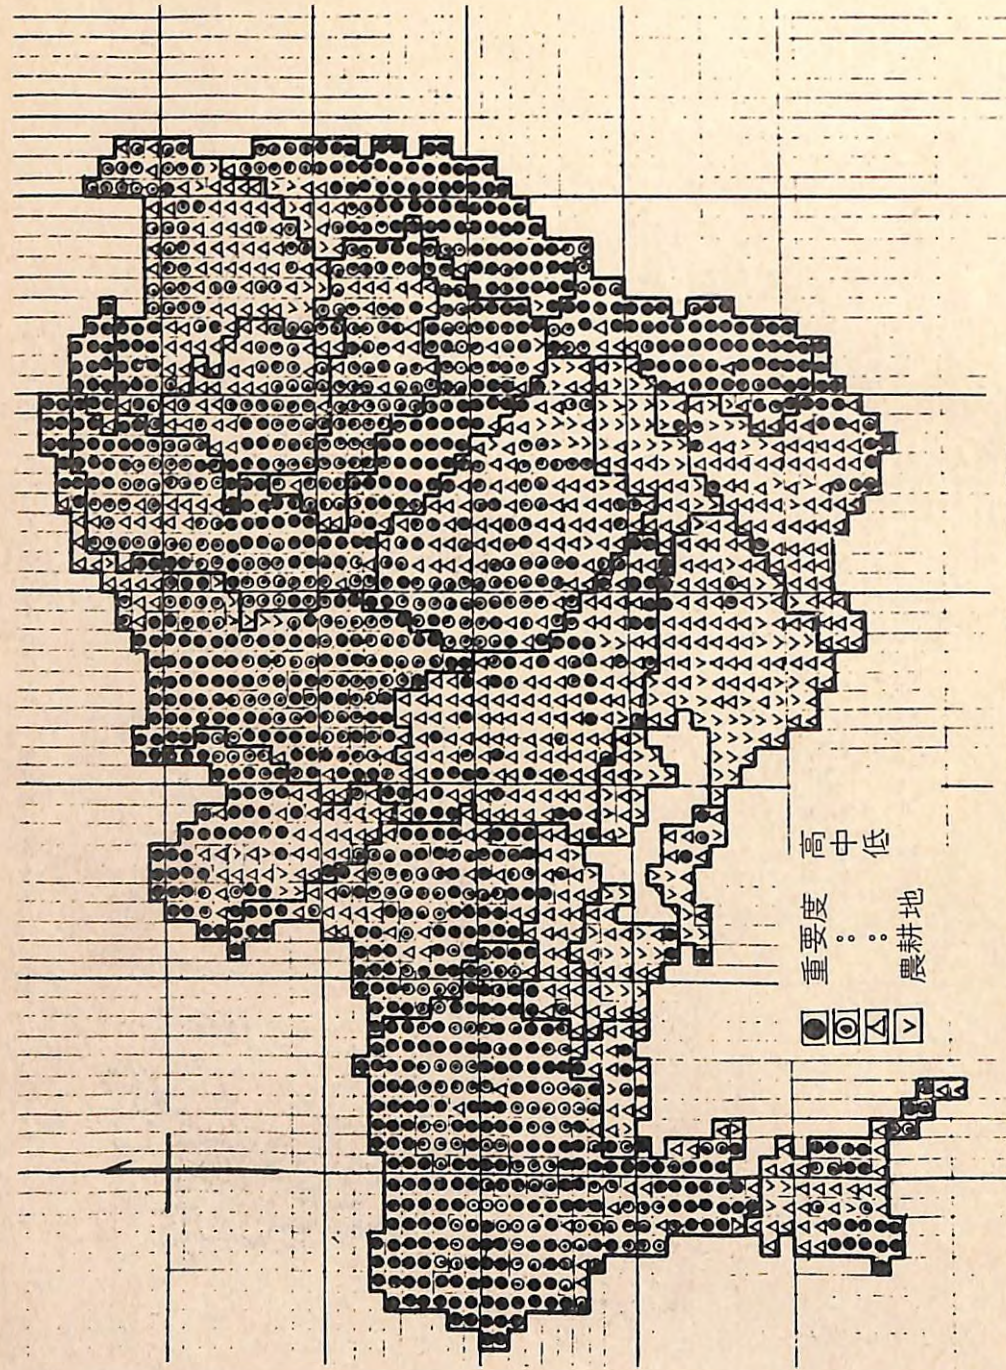 ● 重要度 高
◎ 〃 中
△ 〃 低
∨ 農耕地